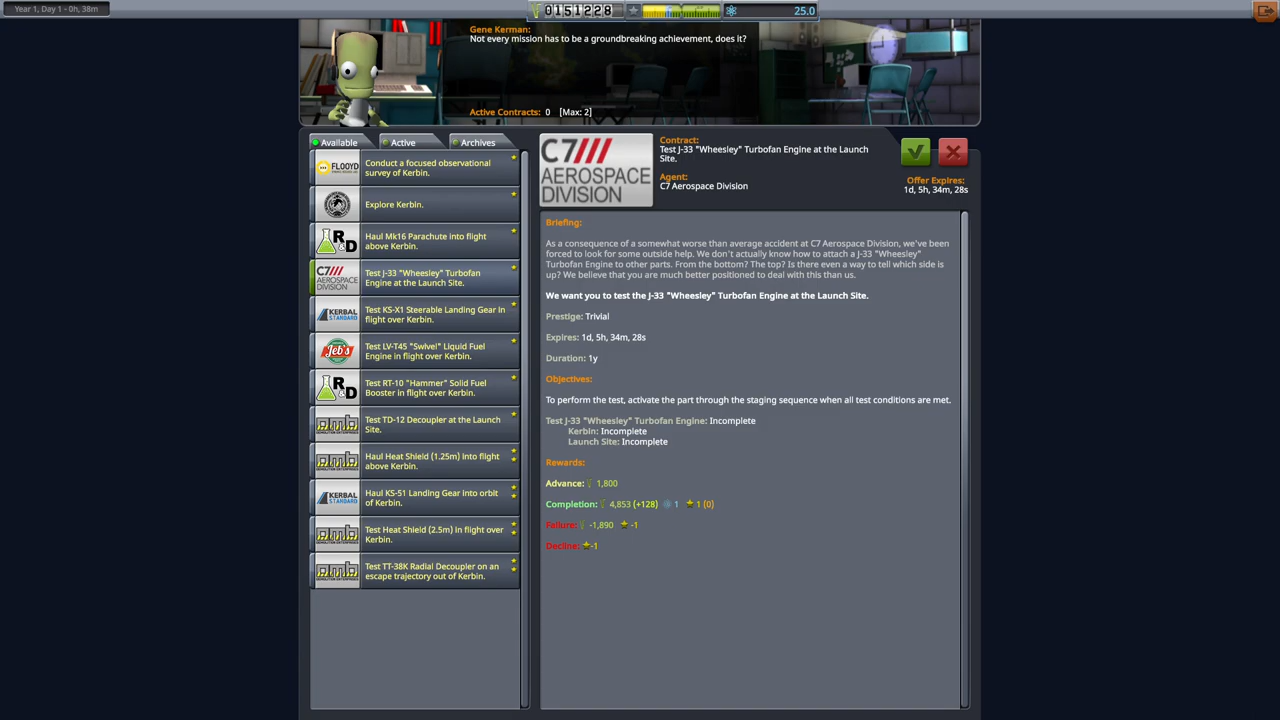 Year 1, Day 1 - 0h, 38m
0151228
25.0
Gene Kerman:
Not every mission has to be a groundbreaking achievement, does it?
Active Contracts: 0 [Max: 2]
Available
Active
Archives
FLOOYD
Conduct a focused observational
survey of Kerbin.
Explore Kerbin.
R&D
Haul Mk16 Parachute into flight
above Kerbin.
C7
AEROSPACE
DIVISION
Test J-33 "Wheesley" Turbofan
Engine at the Launch Site.
KERBAL
STANDARD
Test KS-X1 Steerable Landing Gear in
flight over Kerbin.
Jeb's
Test LV-T45 "Swivel" Liquid Fuel
Engine in flight over Kerbin.
R&D
Test RT-10 "Hammer" Solid Fuel
Booster in flight over Kerbin.
Test TD-12 Decoupler at the Launch
Site.
Haul Heat Shield (1.25m) into flight
above Kerbin.
KERBAL
STANDARD
Haul KS-51 Landing Gear into orbit
of Kerbin.
Test Heat Shield (2.5m) in flight over
Kerbin.
Test TT-38K Radial Decoupler on an
escape trajectory out of Kerbin.
C7
AEROSPACE
DIVISION
Contract:
Test J-33 "Wheesley" Turbofan Engine at the Launch
Site.
Agent:
C7 Aerospace Division
Offer Expires:
1d, 5h, 34m, 28s
Briefing:
As a consequence of a somewhat worse than average accident at C7 Aerospace Division, we've been
forced to look for some outside help. We don't actually know how to attach a J-33 "Wheesley"
Turbofan Engine to other parts. From the bottom? The top? Is there even a way to tell which side is
up? We believe that you are much better positioned to deal with this than us.
We want you to test the J-33 "Wheesley" Turbofan Engine at the Launch Site.
Prestige: Trivial
Expires: 1d, 5h, 34m, 28s
Duration: 1y
Objectives:
To perform the test, activate the part through the staging sequence when all test conditions are met.
Test J-33 "Wheesley" Turbofan Engine: Incomplete
Kerbin: Incomplete
Launch Site: Incomplete
Rewards:
Advance: 1,800
Completion: 4,853 (+128) 1 1 (0)
Failure: -1,890 -1
Decline: -1